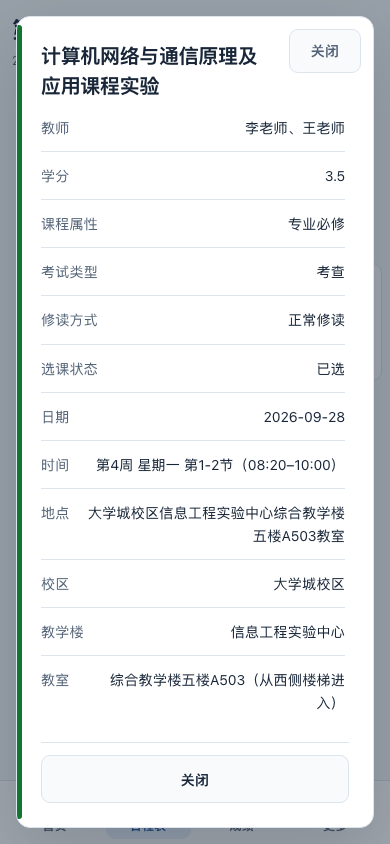 计算机网络与通信原理及
应用课程实验
关闭
教师 李老师、王老师
学分 3.5
课程属性 专业必修
考试类型 考查
修读方式 正常修读
选课状态 已选
日期 2026-09-28
时间 第4周 星期一 第1-2节（08:20–10:00）
地点 大学城校区信息工程实验中心综合教学楼
五楼A503教室
校区 大学城校区
教学楼 信息工程实验中心
教室 综合教学楼五楼A503（从西侧楼梯进
入）
关闭